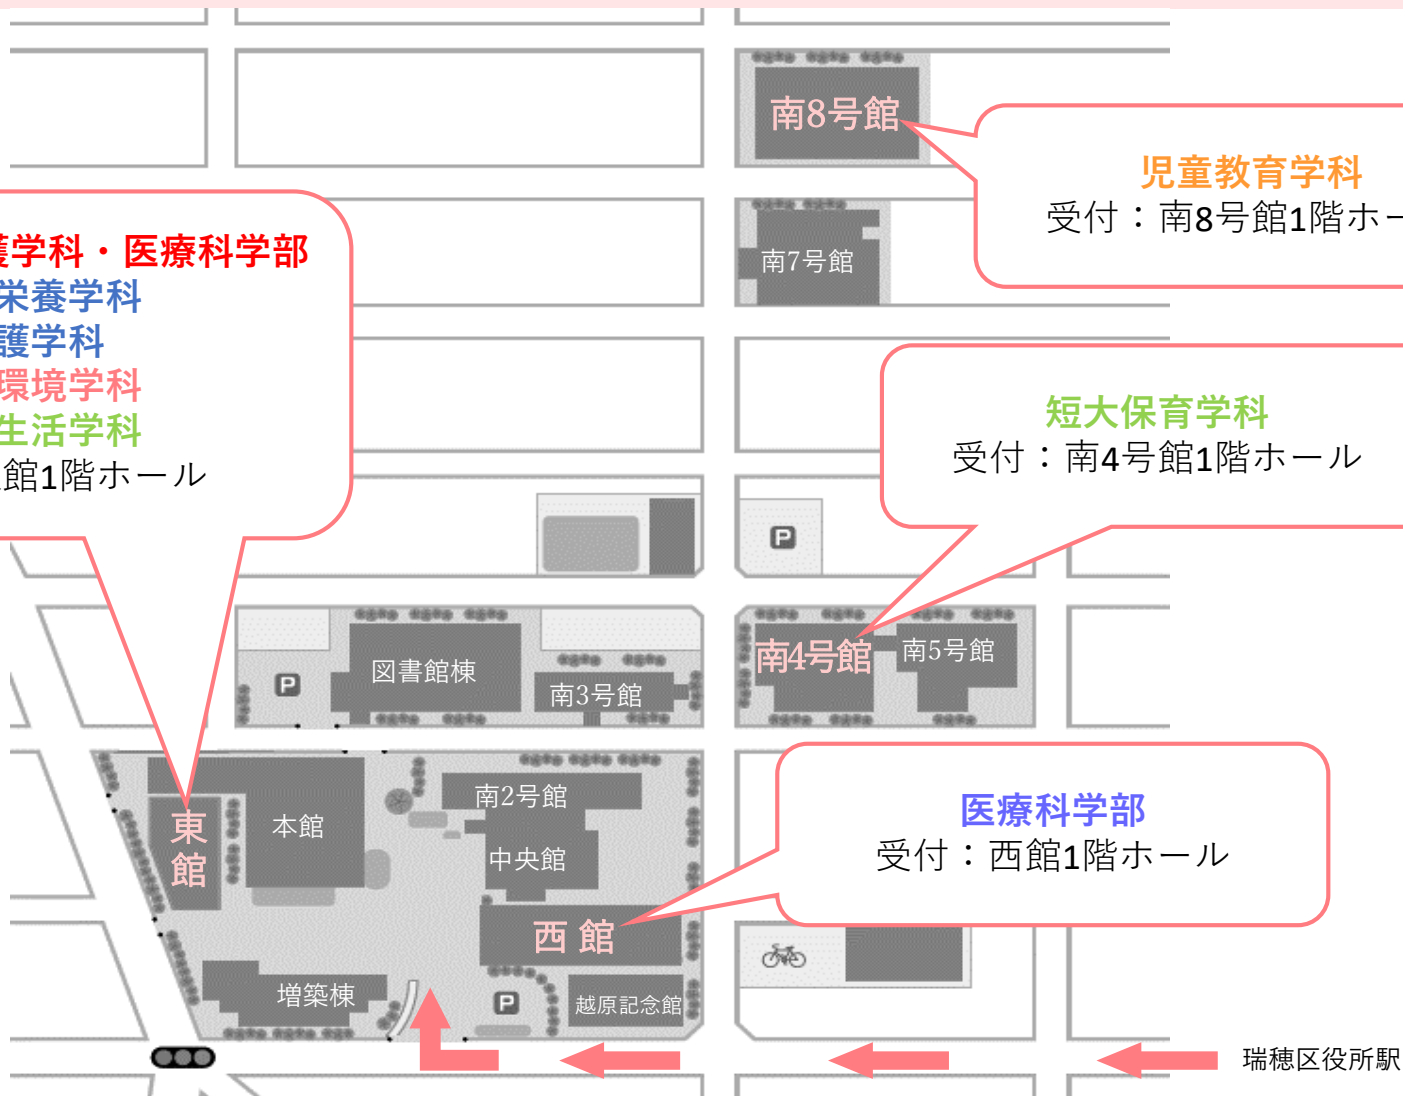 南8号館
児童教育学科
受付：南8号館1階ホー
南7号館
護学科・医療科学部
栄養学科
護学科
環境学科
生活学科
館1階ホール
短大保育学科
受付：南4号館1階ホール
P
P
図書館棟
南3号館
南4号館
南5号館
東館
本館
南2号館
中央館
医療科学部
受付：西館1階ホール
西館
増築棟
P
越原記念館
瑞穂区役所駅